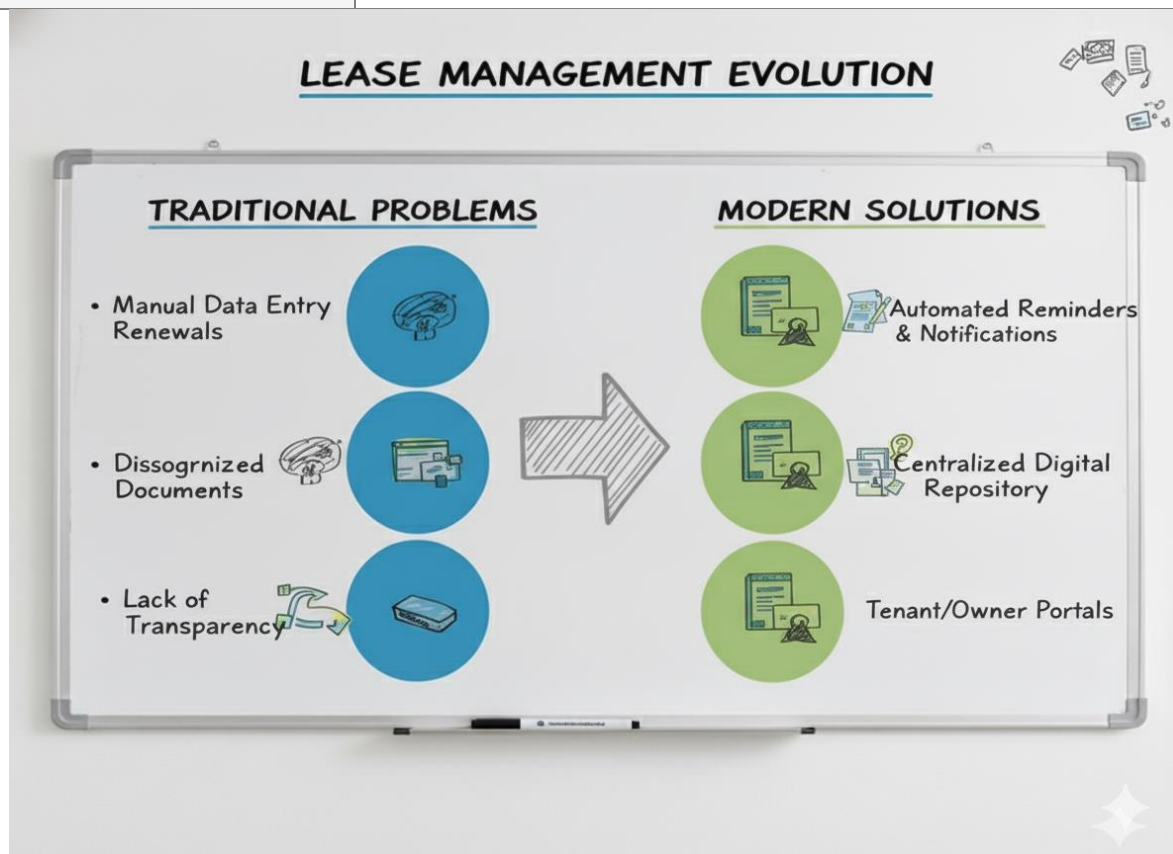 LEASE MANAGEMENT EVOLUTION
TRADITIONAL PROBLEMS
• Manual Data Entry
Renewals
• Dissogrnized
Documents
• Lack of
Transparency
MODERN SOLUTIONS
Automated Reminders
& Notifications
Centralized Digital
Repository
Tenant/Owner Portals